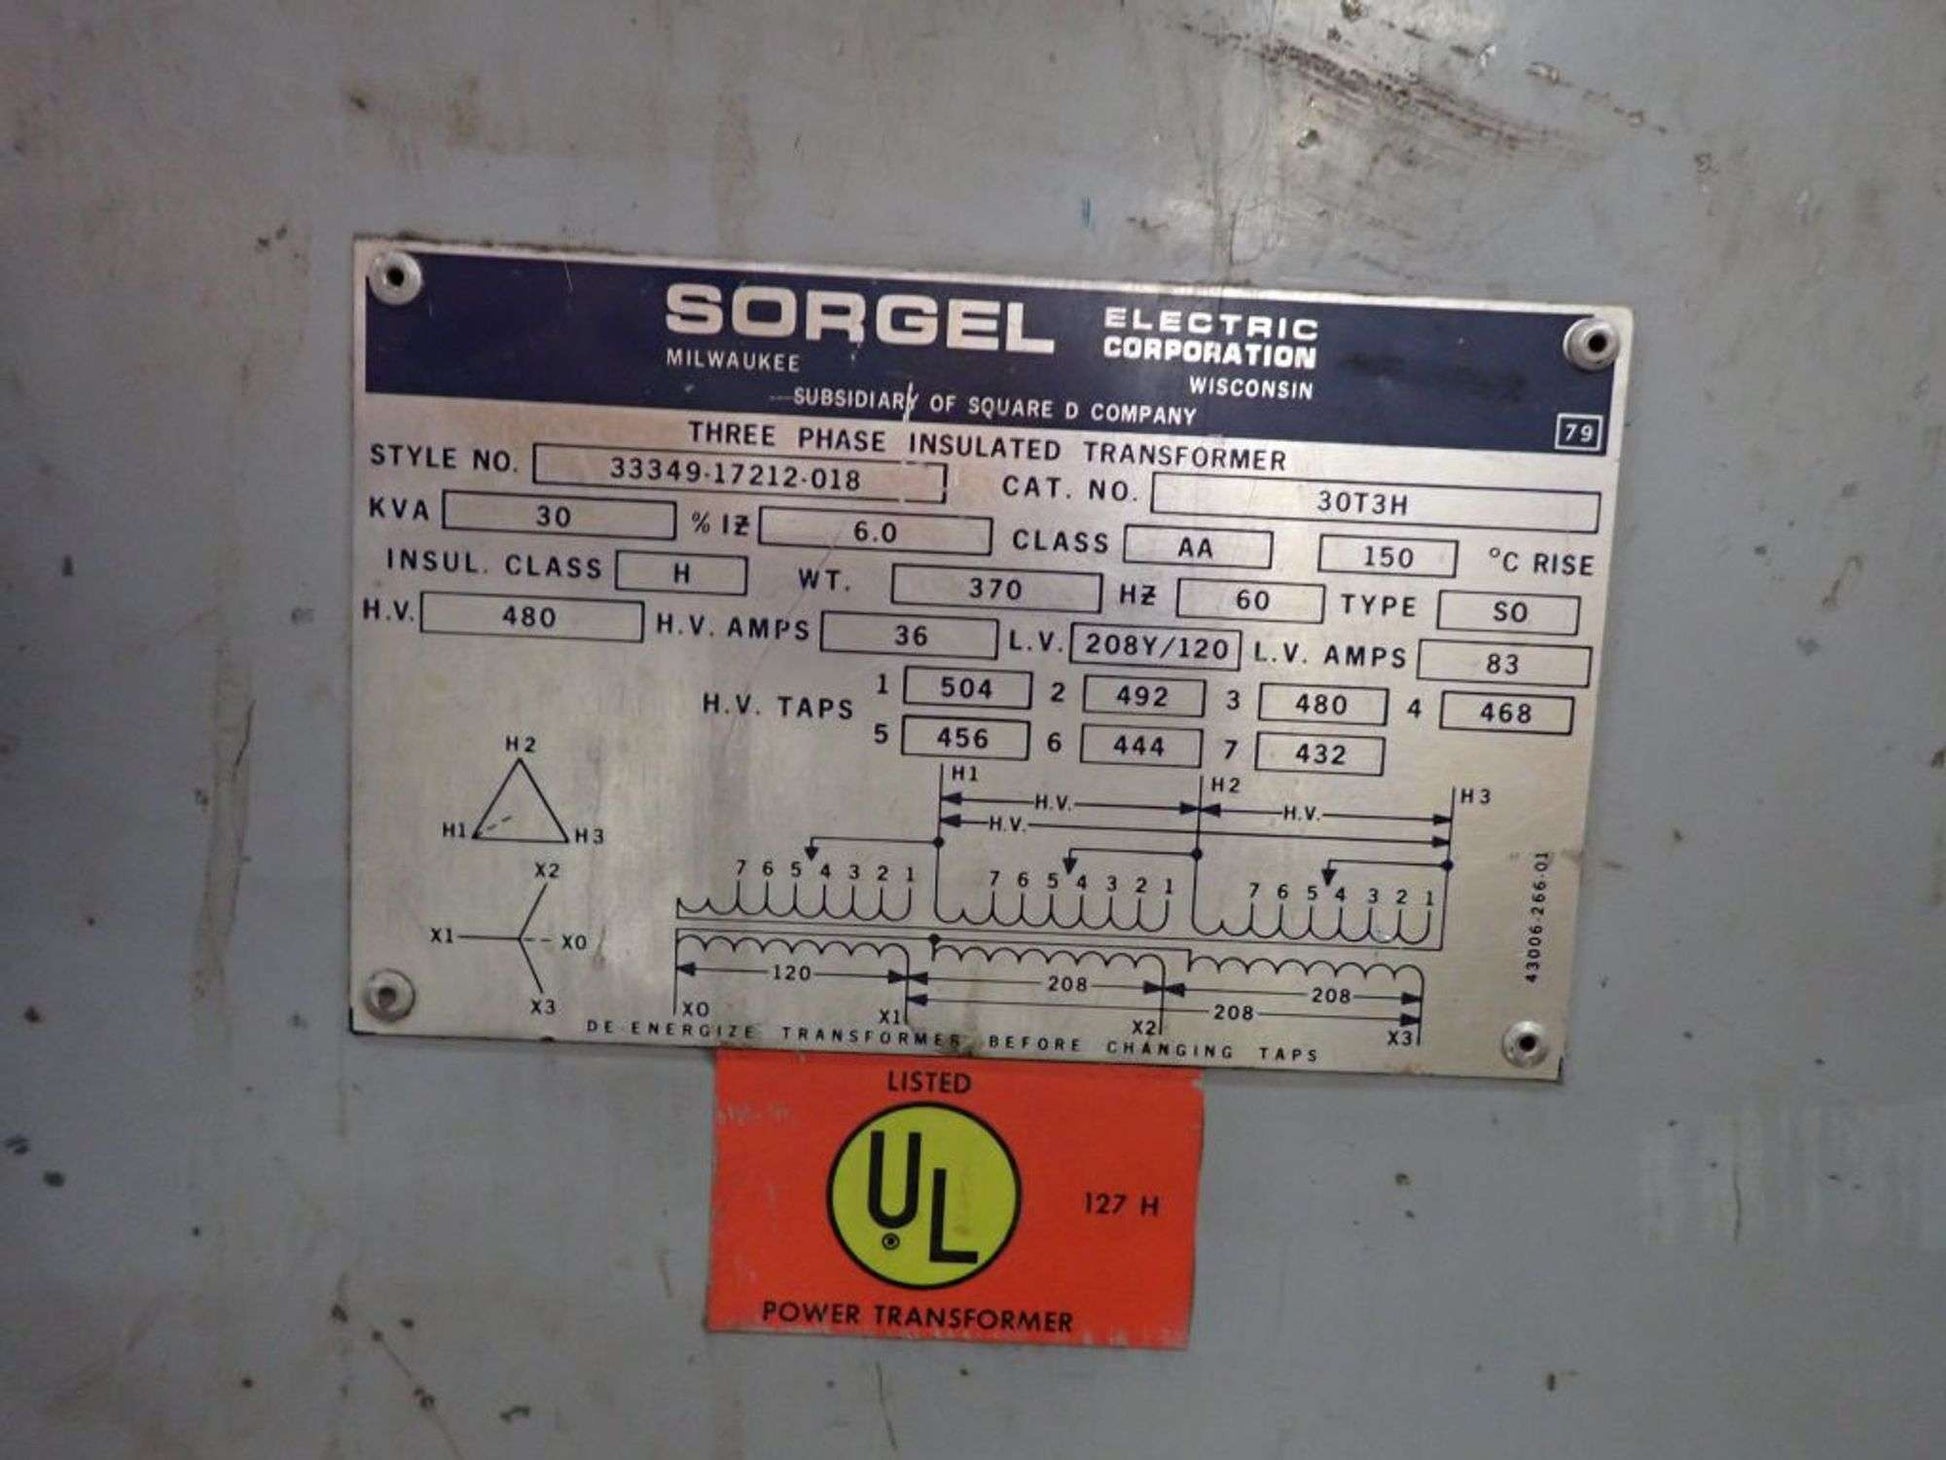 SORGEL ELECTRIC CORPORATION
MILWAUKEE WISCONSIN
SUBSIDIARY OF SQUARE D COMPANY
79
THREE PHASE INSULATED TRANSFORMER
STYLE NO. 33349-17212-018 CAT. NO. 30T3H
KVA 30 % IZ 6.0 CLASS AA 150 °C RISE
INSUL. CLASS H WT. 370 HZ 60 TYPE SO
H.V. 480 H.V. AMPS 36 L.V. 208Y/120 L.V. AMPS 83
H.V. TAPS 1 504 2 492 3 480 4 468
5 456 6 444 7 432
H2
H1 H3
X2
X1 X0
X3
H1 H2 H3
H.V. H.V.
H.V.
7 6 5 4 3 2 1 7 6 5 4 3 2 1 7 6 5 4 3 2 1
120 208 208
208
X0 X1 X2 X3
43006-266-01
DE-ENERGIZE TRANSFORMER BEFORE CHANGING TAPS
LISTED
UL
®
127 H
POWER TRANSFORMER